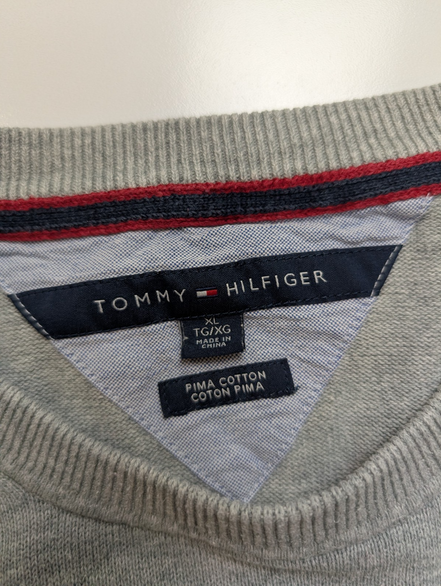 TOMMY HILFIGER
XL
TG/XG
MADE IN
CHINA
PIMA COTTON
COTON PIMA